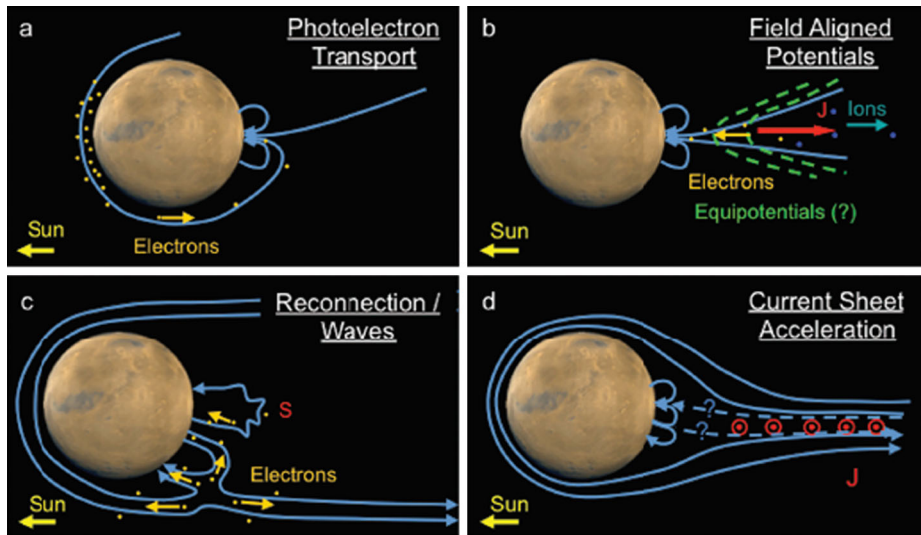 a
Photoelectron
Transport
Electrons
Sun
b
Field Aligned
Potentials
J
Ions
Electrons
Equipotentials (?)
Sun
c
Reconnection /
Waves
S
Electrons
Sun
d
Current Sheet
Acceleration
?
?
J
Sun